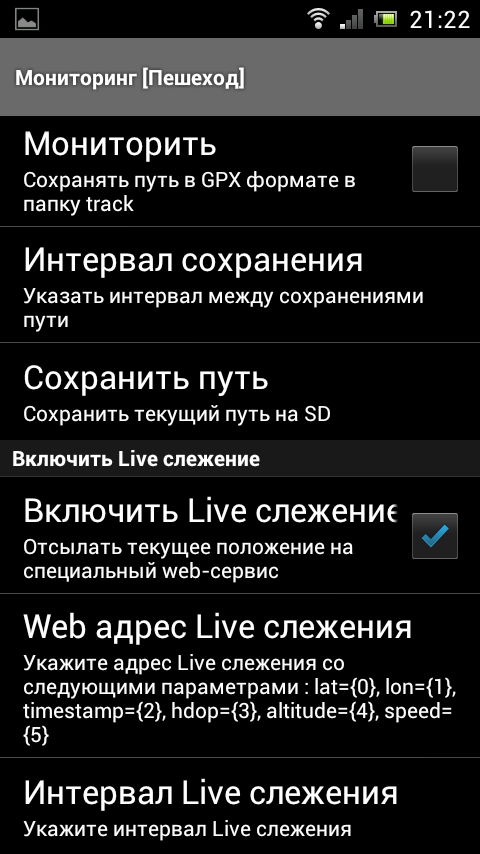 21:22
Мониторинг [Пешеход]
Мониторить
Сохранять путь в GPX формате в
папку track
Интервал сохранения
Указать интервал между сохранениями
пути
Сохранить путь
Сохранить текущий путь на SD
Включить Live слежение
Включить Live слежение
Отсылать текущее положение на
специальный web-сервис
Web адрес Live слежения
Укажите адрес Live слежения со
следующими параметрами : lat={0}, lon={1},
timestamp={2}, hdop={3}, altitude={4}, speed=
{5}
Интервал Live слежения
Укажите интервал Live слежения